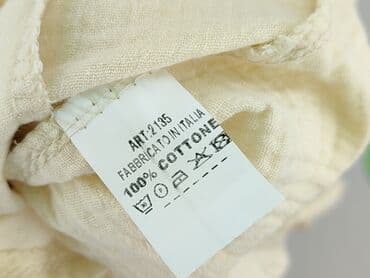 ART.2135
FABBRICATO IN ITALIA
100% COTTONE